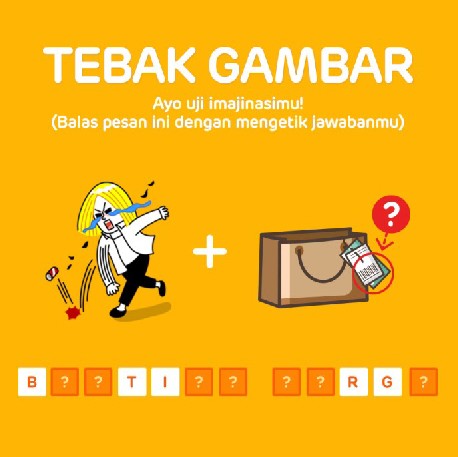 TEBAK GAMBAR
Ayo uji imajinasimu!
(Balas pesan ini dengan mengetik jawabanmu)
?
+
B ? ? T I ? ? ? ? R G ?